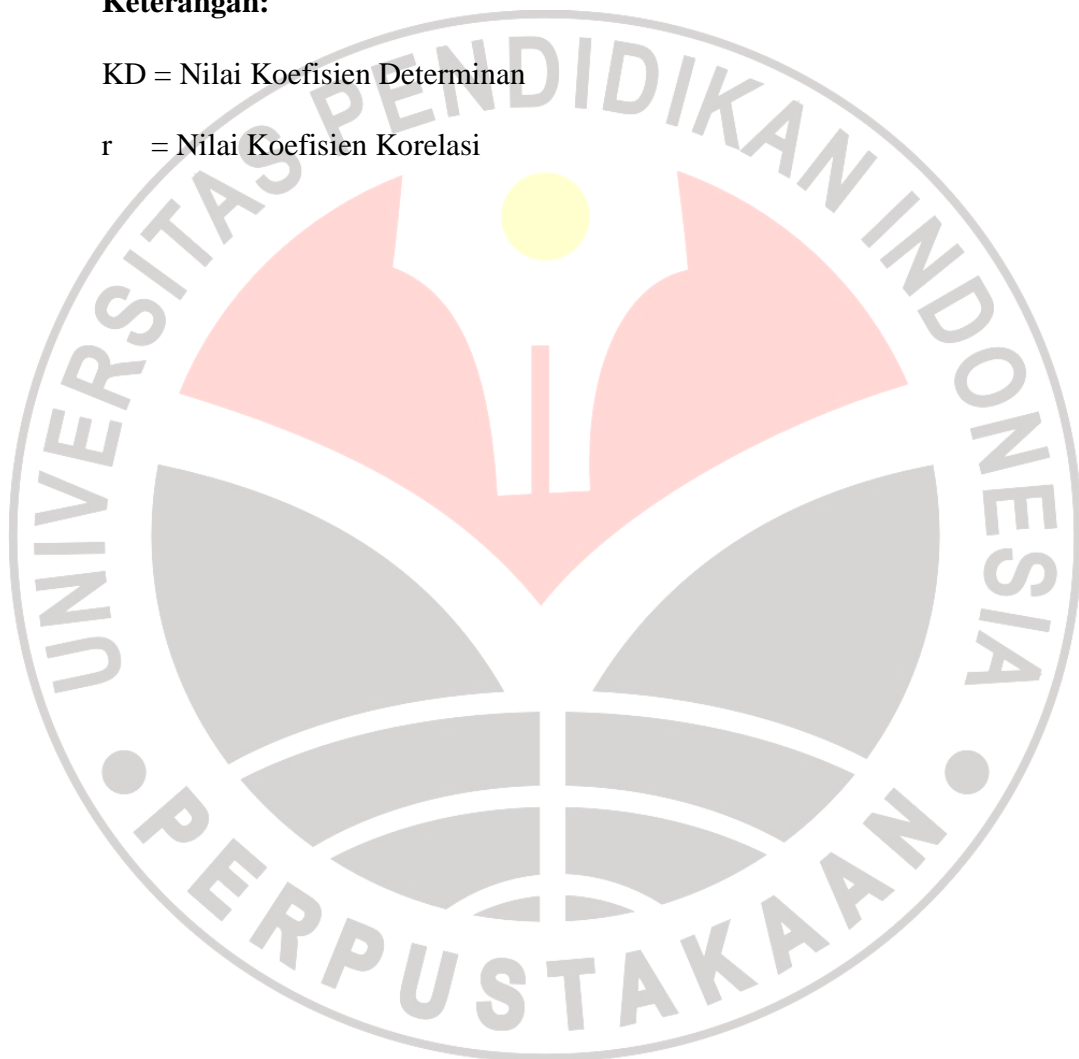 Keterangan:
KD = Nilai Koefisien Determinan
r = Nilai Koefisien Korelasi
UNIVERSITAS PENDIDIKAN INDONESIA
PERPUSTAKAAN